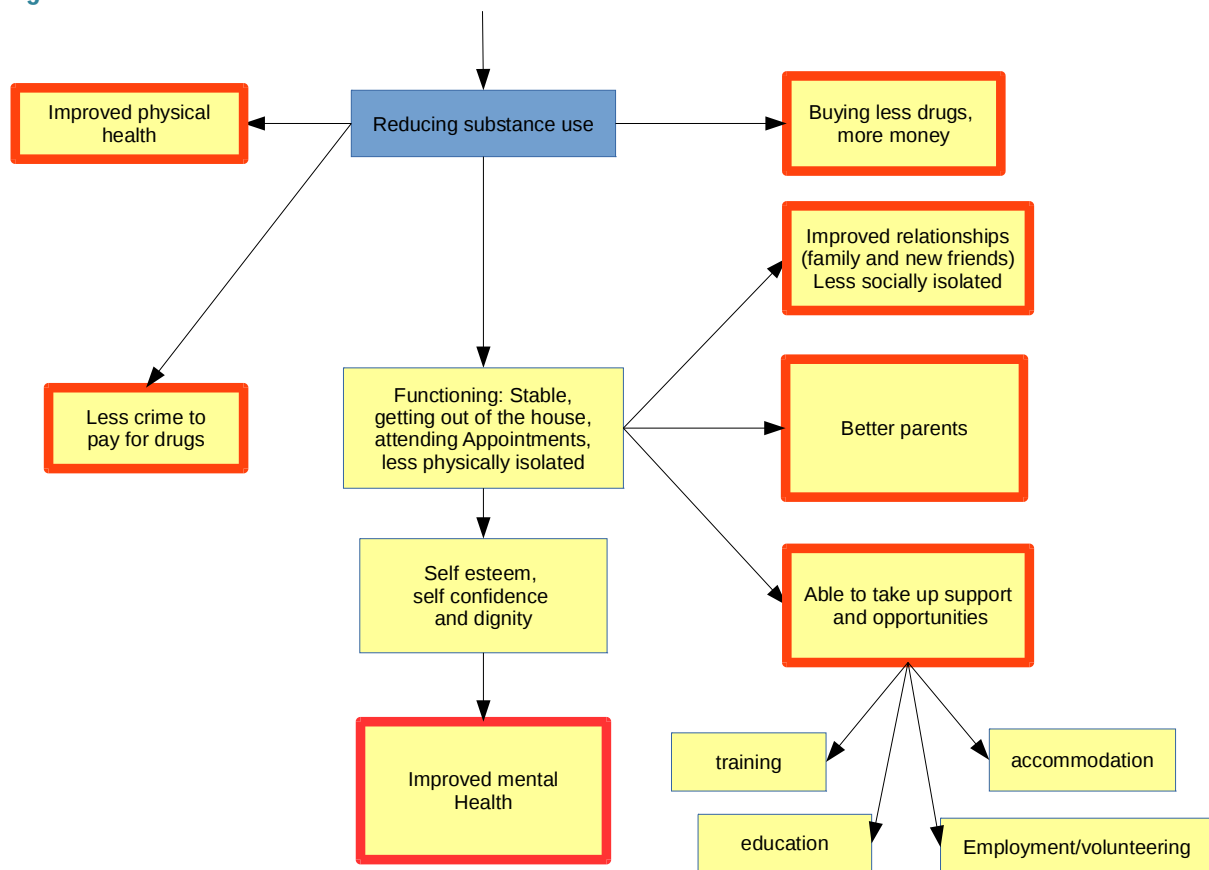 Improved physical
health
Reducing substance use
Buying less drugs,
more money
Improved relationships
(family and new friends)
Less socially isolated
Less crime to
pay for drugs
Functioning: Stable,
getting out of the house,
attending Appointments,
less physically isolated
Better parents
Self esteem,
self confidence
and dignity
Able to take up support
and opportunities
Improved mental
Health
training
accommodation
education
Employment/volunteering